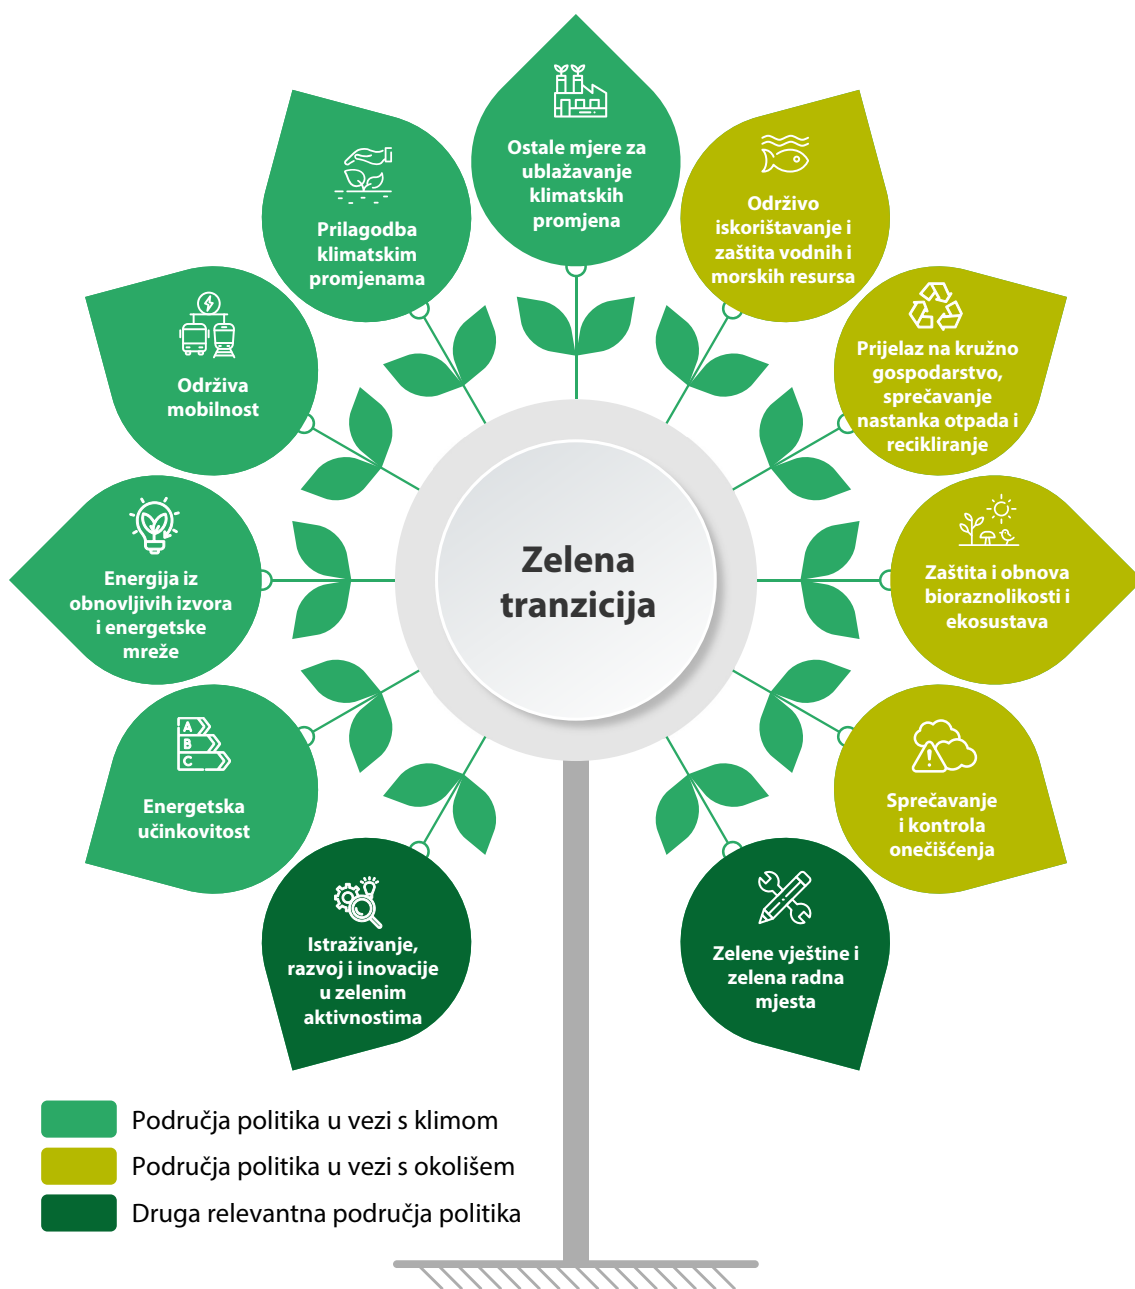 Ostale mjere za
ublažavanje
klimatskih
promjena
Održivo
iskorištavanje i
zaštita vodnih i
morskih resursa
Prijelaz na kružno
gospodarstvo,
sprečavanje
nastanka otpada i
recikliranje
Zaštita i obnova
bioraznolikosti i
ekosustava
Sprečavanje
i kontrola
onečišćenja
Zelene vještine i
zelena radna
mjesta
Istraživanje,
razvoj i inovacije
u zelenim
aktivnostima
A
B
C
Energetska
učinkovitost
Energija iz
obnovljivih izvora
i energetske
mreže
Održiva
mobilnost
Prilagodba
klimatskim
promjenama
Zelena
tranzicija
Područja politika u vezi s klimom
Područja politika u vezi s okolišem
Druga relevantna područja politika